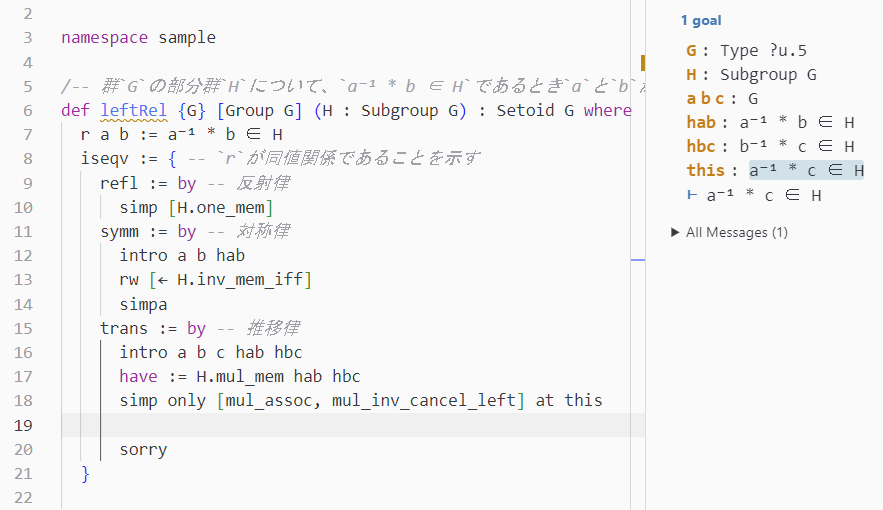 2
3 namespace sample
4
5 /-- 群`G`の部分群`H`について、`a⁻¹ * b ∈ H`であるとき`a`と`b`
6 def leftRel {G} [Group G] (H : Subgroup G) : Setoid G where
7 r a b := a⁻¹ * b ∈ H
8 iseqv := { -- `r`が同値関係であることを示す
9 refl := by -- 反射律
10 simp [H.one_mem]
11 symm := by -- 対称律
12 intro a b hab
13 rw [← H.inv_mem_iff]
14 simpa
15 trans := by -- 推移律
16 intro a b c hab hbc
17 have := H.mul_mem hab hbc
18 simp only [mul_assoc, mul_inv_cancel_left] at this
19
20 sorry
21 }
22
1 goal
G : Type ?u.5
H : Subgroup G
a b c : G
hab : a⁻¹ * b ∈ H
hbc : b⁻¹ * c ∈ H
this : a⁻¹ * c ∈ H
⊢ a⁻¹ * c ∈ H
▶ All Messages (1)